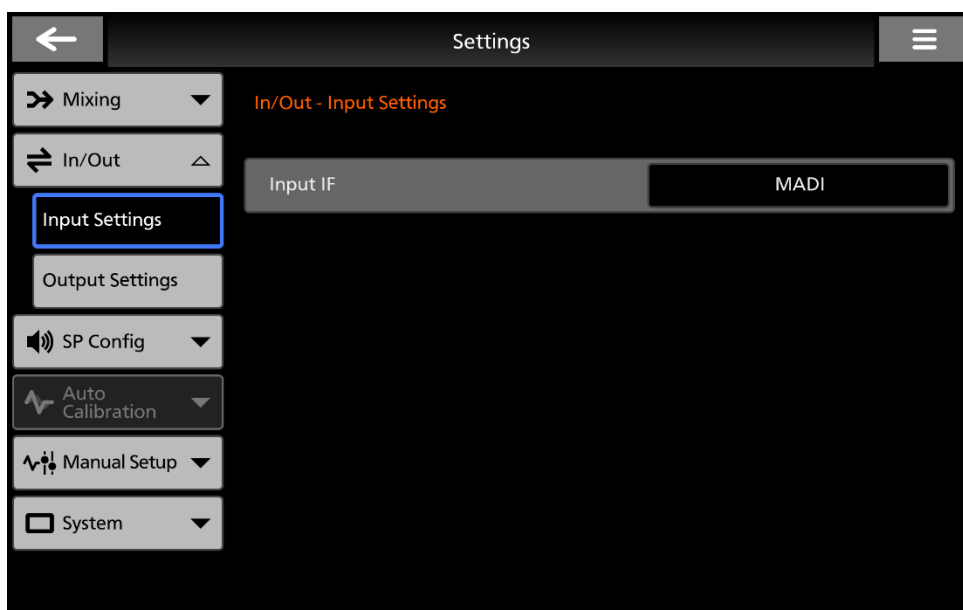 Settings
Mixing
In/Out - Input Settings
In/Out
Input IF
MADI
Input Settings
Output Settings
SP Config
Auto
Calibration
Manual Setup
System